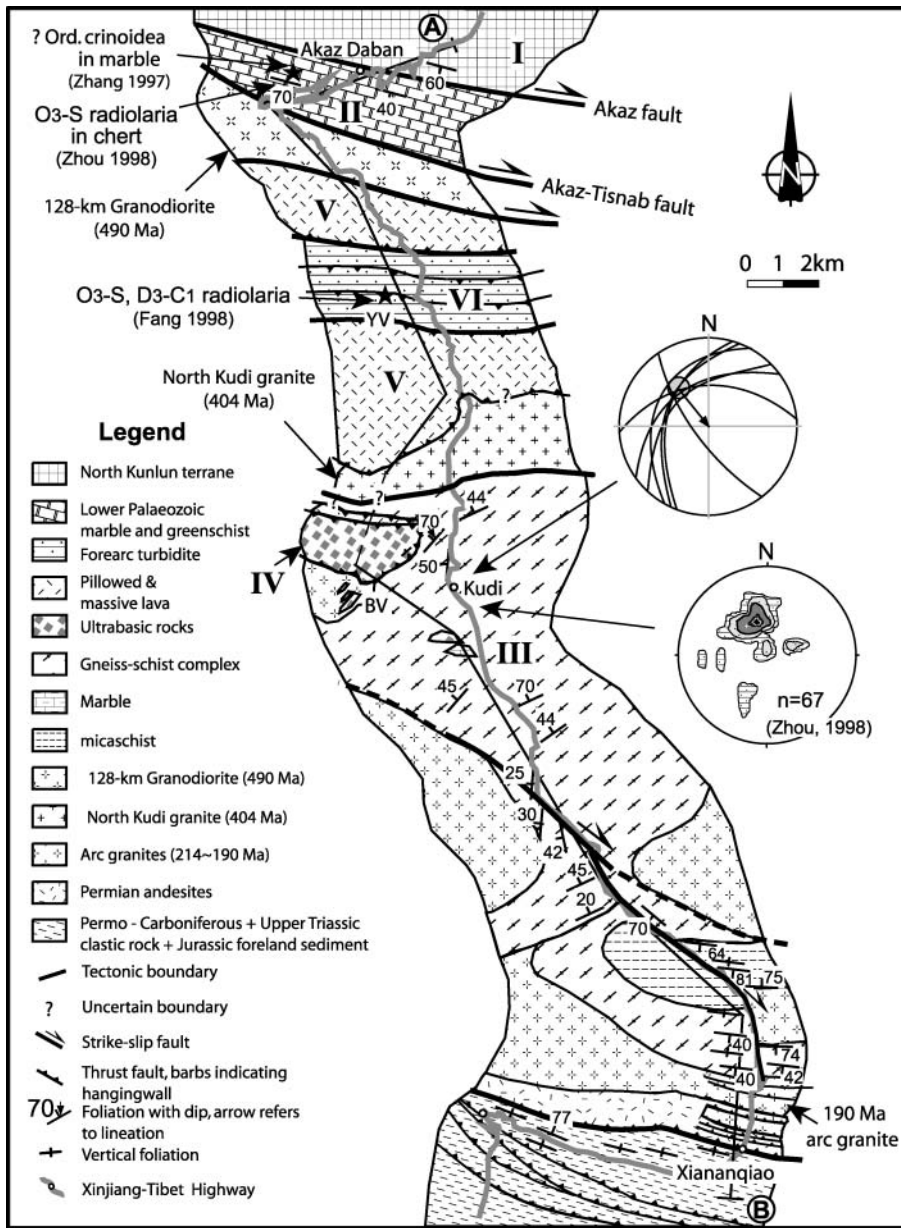 A
? Ord. crinoidea
in marble
(Zhang 1997)
Akaz Daban
I
60
Akaz fault
O3-S radiolaria
in chert
(Zhou 1998)
70
40
II
N
Akaz-Tisnab fault
128-km Granodiorite
(490 Ma)
V
0 1 2km
O3-S, D3-C1 radiolaria
(Fang 1998)
VI
YV
North Kudi granite
(404 Ma)
V
?
N
Legend
North Kunlun terrane
Lower Palaeozoic
marble and greenschist
Forearc turbidite
Pillowed &
massive lava
Ultrabasic rocks
Gneiss-schist complex
Marble
micaschist
128-km Granodiorite (490 Ma)
North Kudi granite (404 Ma)
Arc granites (214~190 Ma)
Permian andesites
Permo - Carboniferous + Upper Triassic
clastic rock + Jurassic foreland sediment
Tectonic boundary
? Uncertain boundary
Strike-slip fault
Thrust fault, barbs indicating
hangingwall
70 Foliation with dip, arrow refers
to lineation
Vertical foliation
Xinjiang-Tibet Highway
?
?
44
70
50
IV
BV
Kudi
N
n=67
(Zhou, 1998)
III
45
70
44
25
30
42
45
20
70
64
81
75
40
74
40
42
77
190 Ma
arc granite
Xiananqiao
B